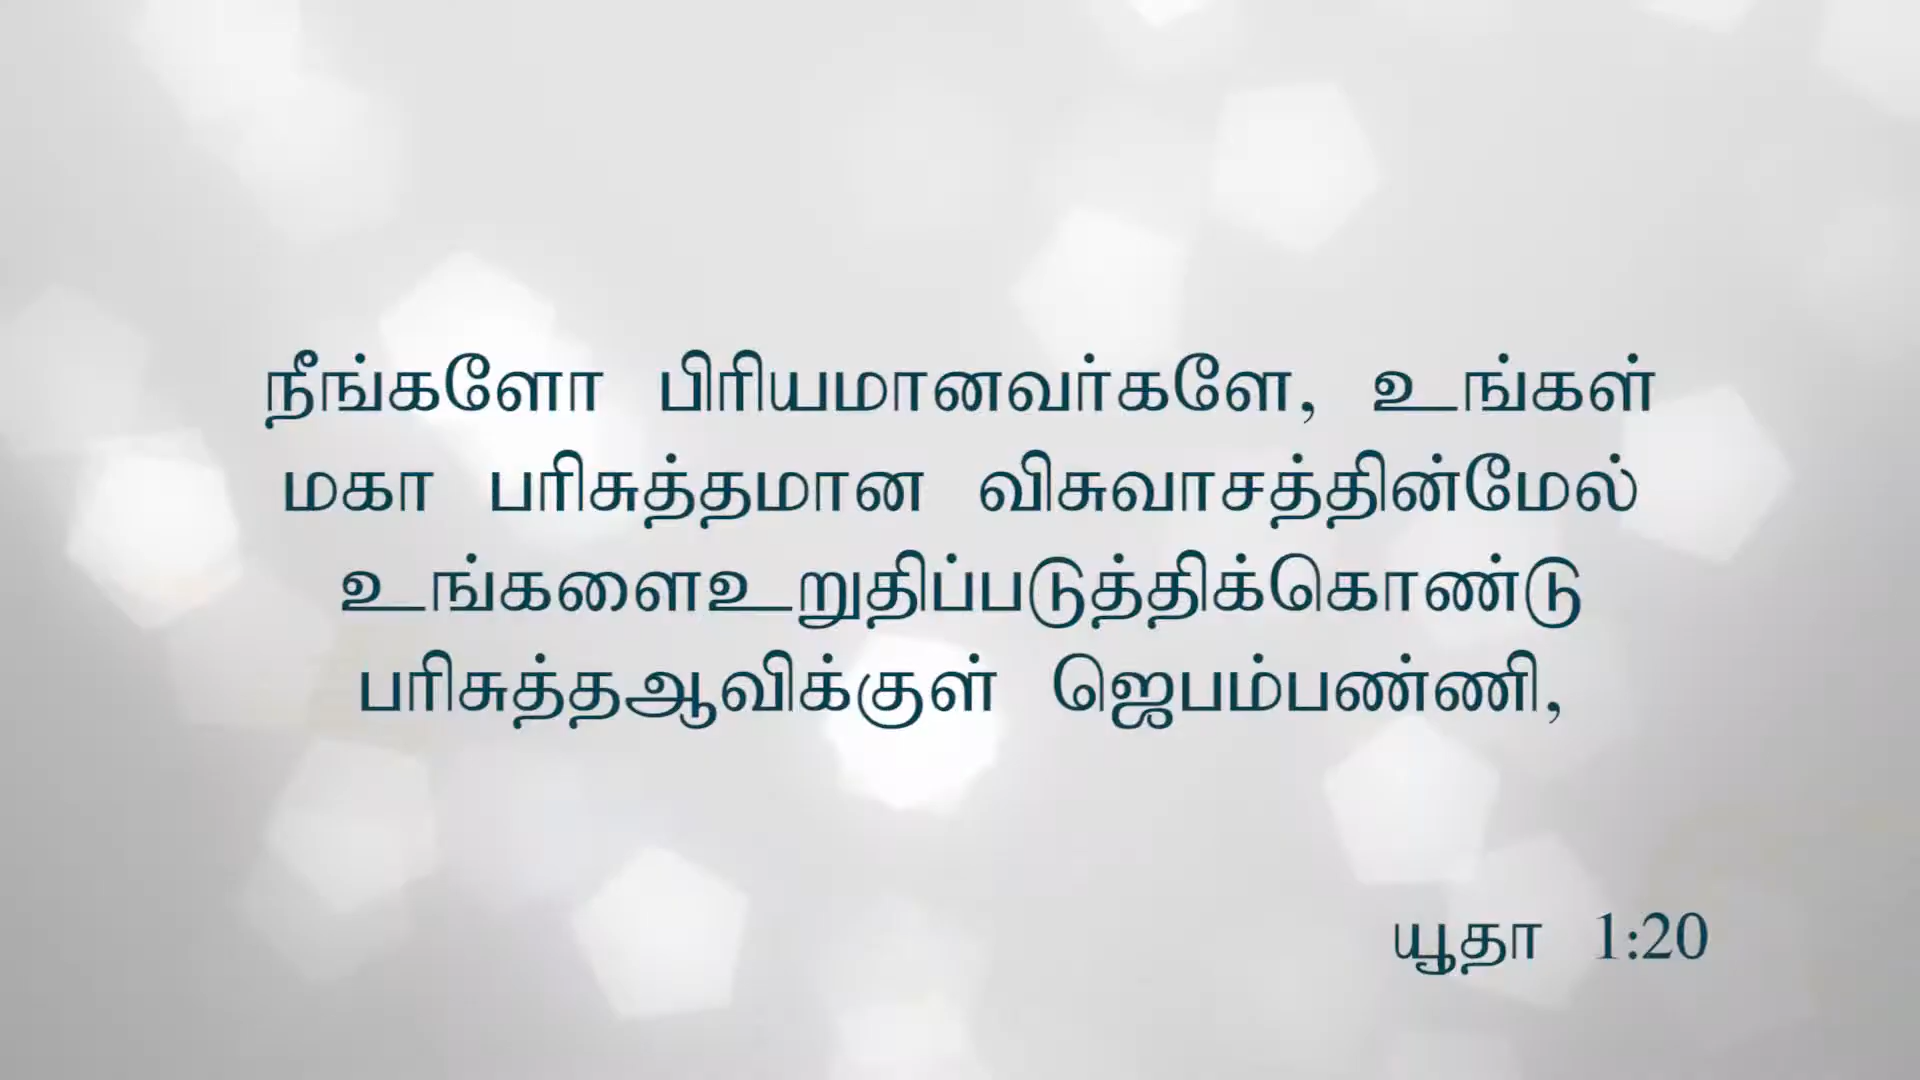 நீங்களோ பிரியமானவர்களே, உங்கள்
மகா பரிசுத்தமான விசுவாசத்தின்மேல்
உங்களைஉறுதிப்படுத்திக்கொண்டு
பரிசுத்தஆவிக்குள் ஜெபம்பண்ணி,
யூதா 1:20